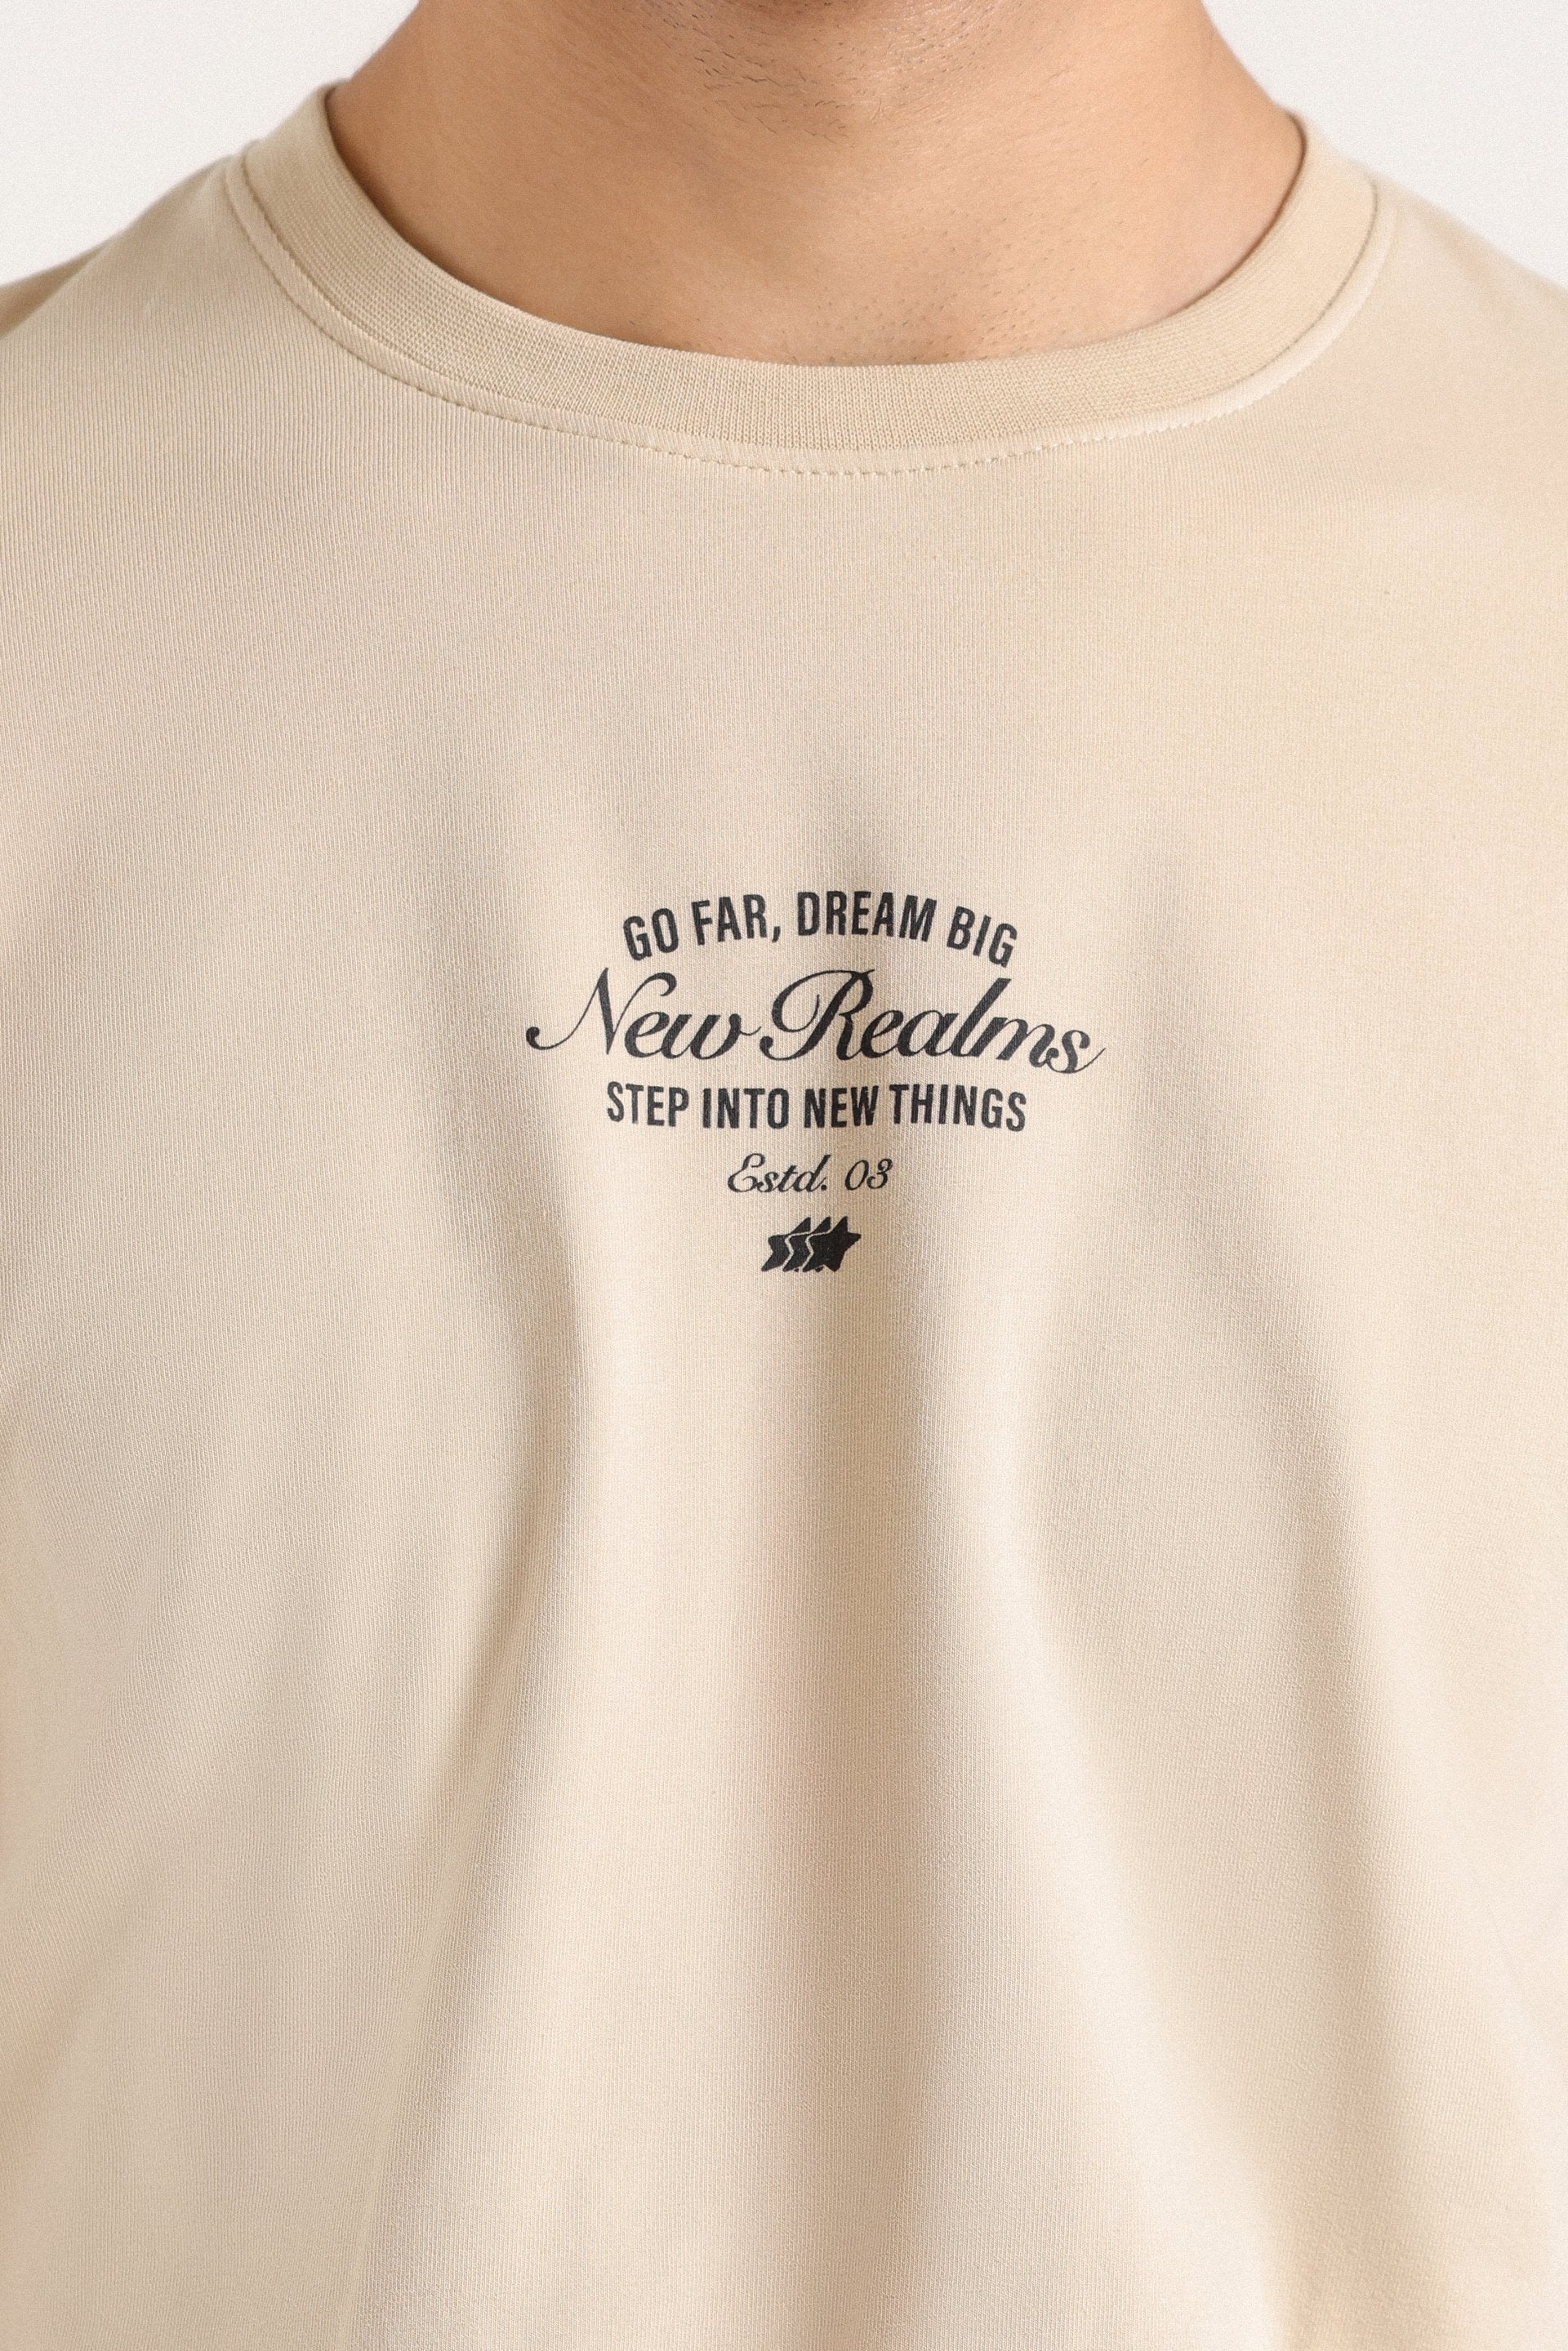 GO FAR, DREAM BIG
New Realms
STEP INTO NEW THINGS
Estd. 03